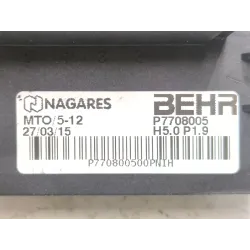 NAGARES BEHR
MTO/5-12 P7708005
27/03/15 H5.0 P1.9
P770800500PNIH